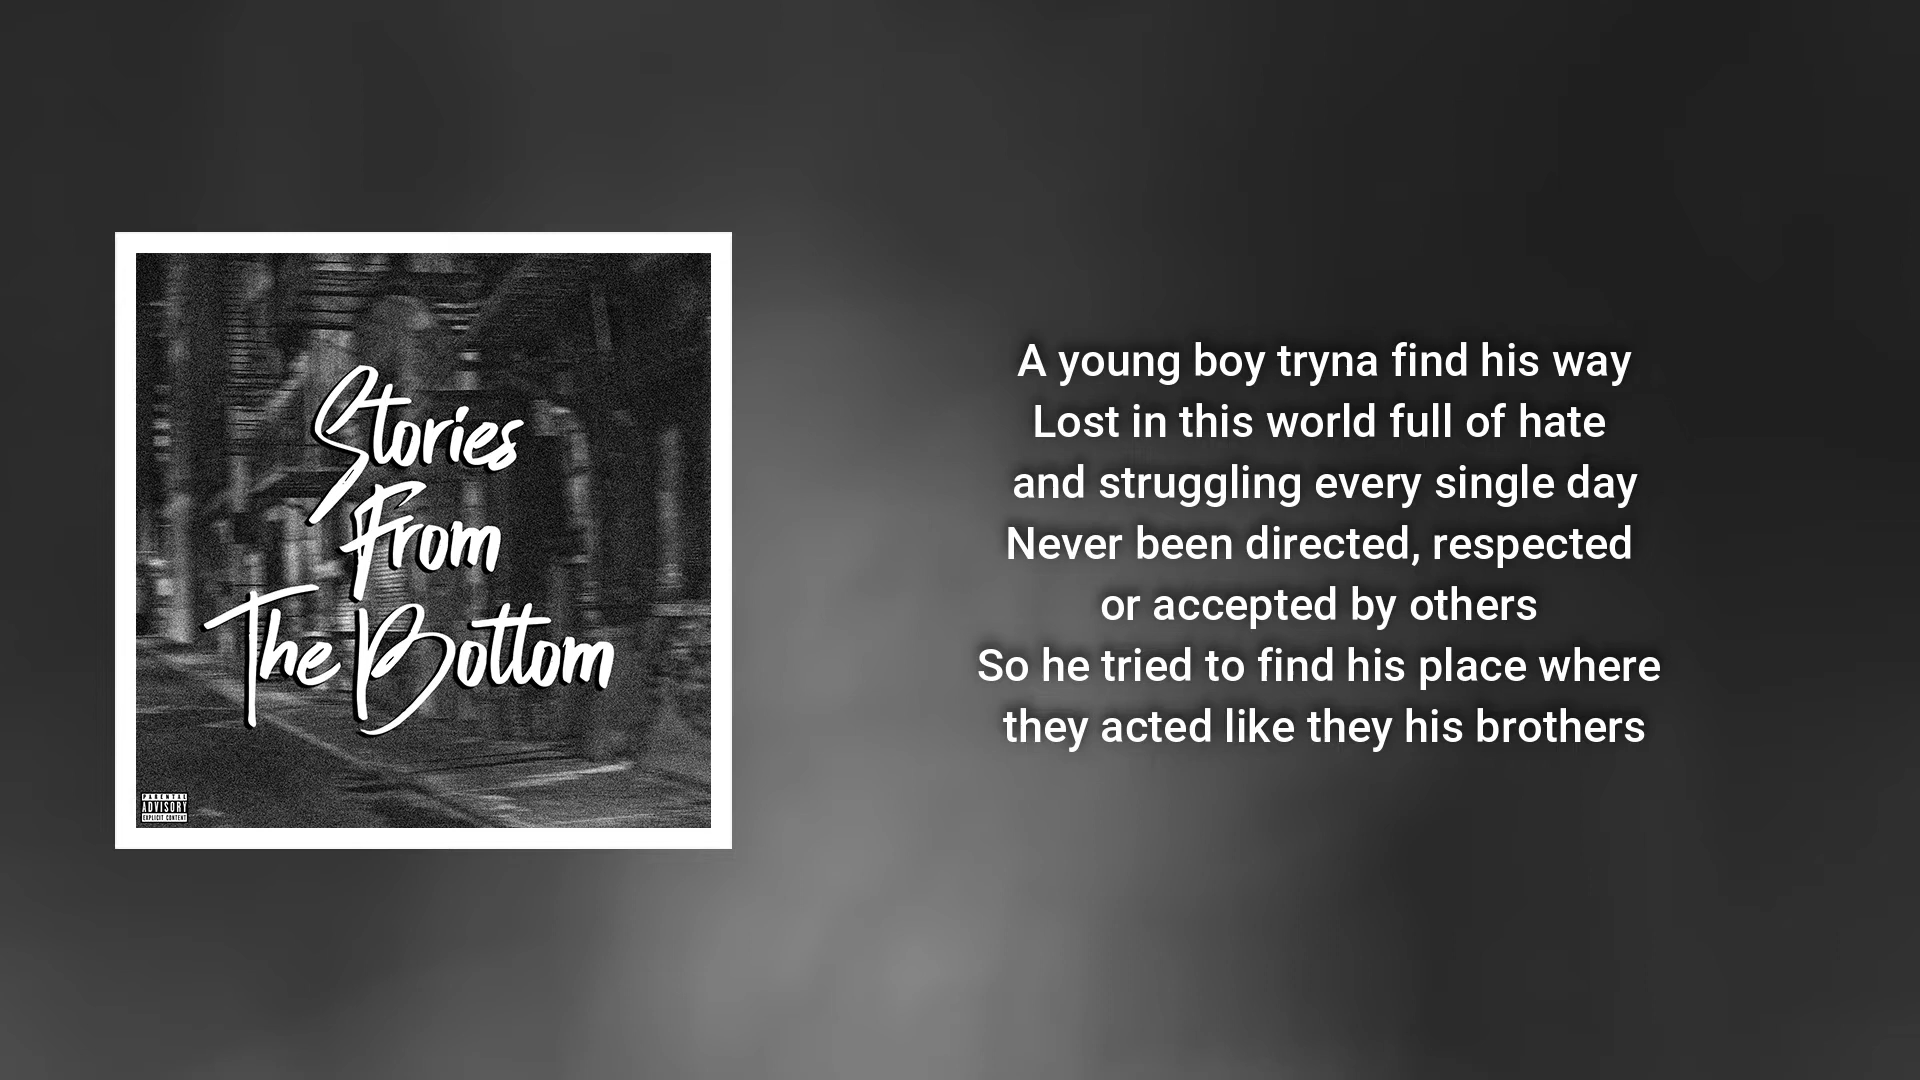 Stories
From
The Bottom
PARENTAL
ADVISORY
EXPLICIT CONTENT
A young boy tryna find his way
Lost in this world full of hate
and struggling every single day
Never been directed, respected
or accepted by others
So he tried to find his place where
they acted like they his brothers